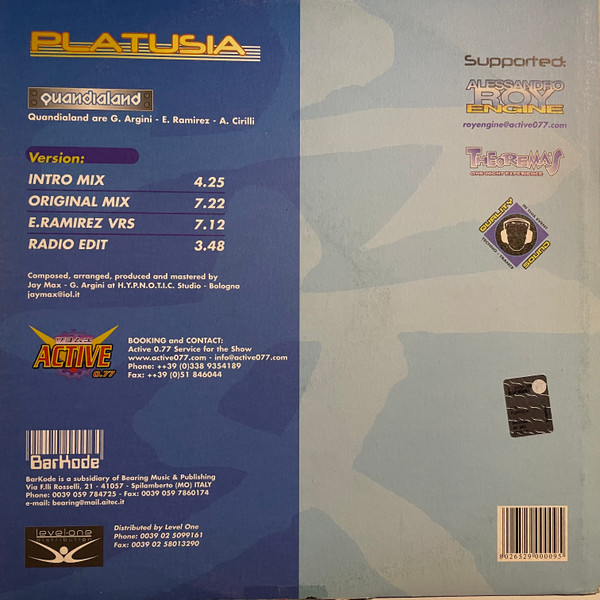 PLATUSIA
quandialand
Quandialand are G. Argini - E. Ramirez - A. Cirilli
Version:
INTRO MIX 4.25
ORIGINAL MIX 7.22
E.RAMIREZ VRS 7.12
RADIO EDIT 3.48
Composed, arranged, produced and mastered by
Jay Max - G. Argini at H.Y.P.N.O.T.I.C. Studio - Bologna
jaymax@iol.it
ACTIVE
0.77
BOOKING and CONTACT:
Active 0.77 Service for the Show
www.active077.com - info@active077.com
Phone: ++39 (0)338 9354189
Fax: ++39 (0)51 846044
BarKode
BarKode is a subsidiary of Bearing Music & Publishing
Via F.lli Rosselli, 21 - 41057 - Spilamberto (MO) ITALY
Phone: 0039 059 784725 - Fax: 0039 059 7860174
e-mail: bearing@mail.aitec.it
level-one
distribution
Distributed by Level One
Phone: 0039 02 5099161
Fax: 0039 02 58013290
Supported:
ALESSANDRO
ROY
ENGINE
royengine@active077.com
THEOREMA'S
ONE NIGHT EXPERIENCE
QUALITY
SOUND
8026529000095